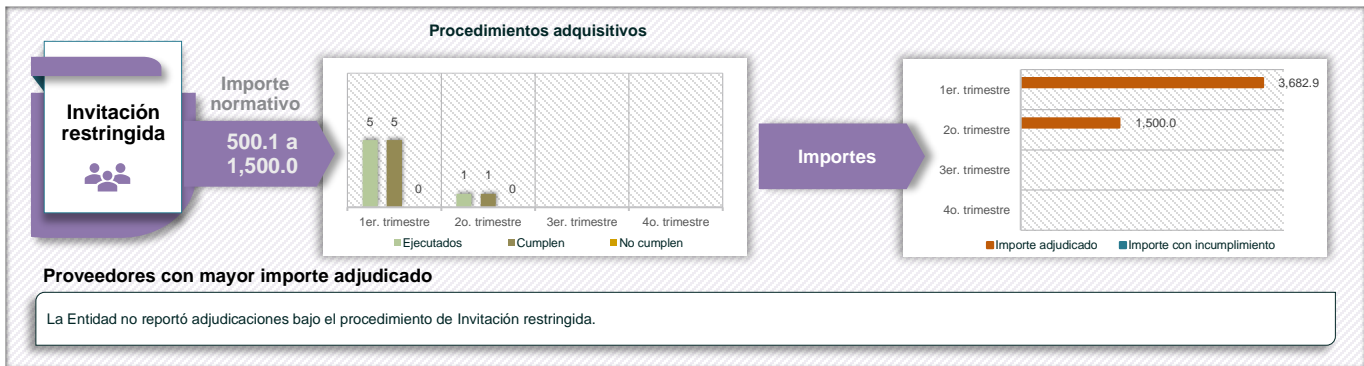 Procedimientos adquisitivos
Invitación
restringida
Importe
normativo
500.1 a
1,500.0
5 5
0
1 1
0
1er. trimestre 2o. trimestre 3er. trimestre 4o. trimestre
Ejecutados Cumplen No cumplen
Importes
1er. trimestre 3,682.9
2o. trimestre 1,500.0
3er. trimestre
4o. trimestre
Importe adjudicado Importe con incumplimiento
Proveedores con mayor importe adjudicado
La Entidad no reportó adjudicaciones bajo el procedimiento de Invitación restringida.